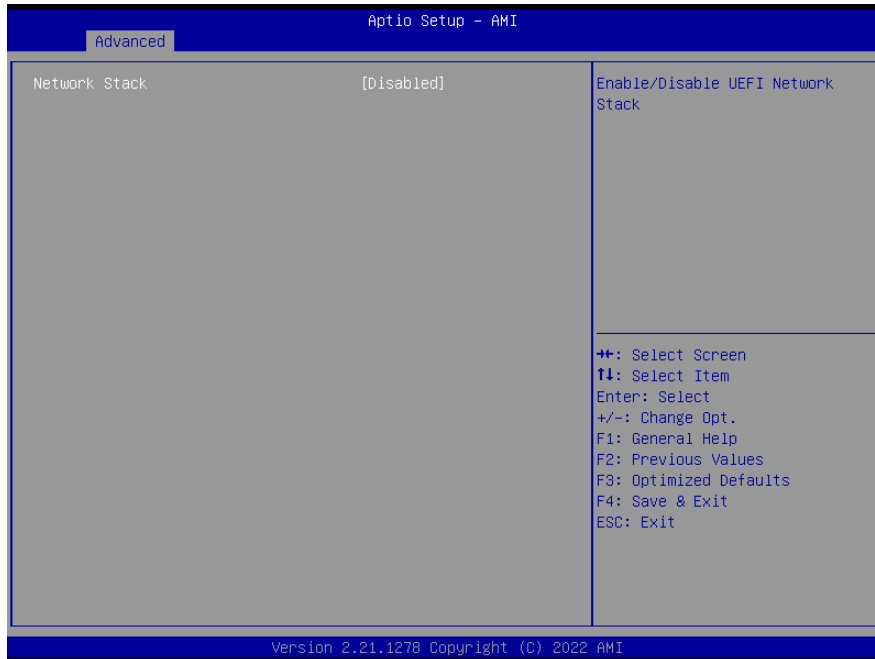 Aptio Setup - AMI
Advanced
Network Stack [Disabled]
Enable/Disable UEFI Network
Stack
→←: Select Screen
↑↓: Select Item
Enter: Select
+/-: Change Opt.
F1: General Help
F2: Previous Values
F3: Optimized Defaults
F4: Save & Exit
ESC: Exit
Version 2.21.1278 Copyright (C) 2022 AMI